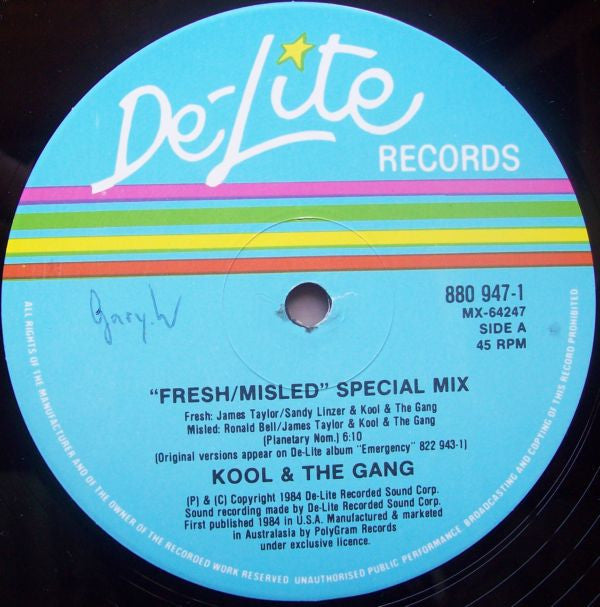 De-Lite
RECORDS
Gary.W
880 947-1
MX-64247
SIDE A
45 RPM
"FRESH/MISLED" SPECIAL MIX
Fresh: James Taylor/Sandy Linzer & Kool & The Gang
Misled: Ronald Bell/James Taylor & Kool & The Gang
(Planetary Nom.) 6:10
(Original versions appear on De-Lite album "Emergency" 822 943-1)
KOOL & THE GANG
(P) & (C) Copyright 1984 De-Lite Recorded Sound Corp.
Sound recording made by De-Lite Recorded Sound Corp.
First published 1984 in U.S.A. Manufactured & marketed
in Australasia by PolyGram Records
under exclusive licence.
ALL RIGHTS OF THE MANUFACTURER AND OF THE OWNER OF THE RECORDED WORK RESERVED. UNAUTHORISED PUBLIC PERFORMANCE BROADCASTING AND COPYING OF THIS RECORD PROHIBITED